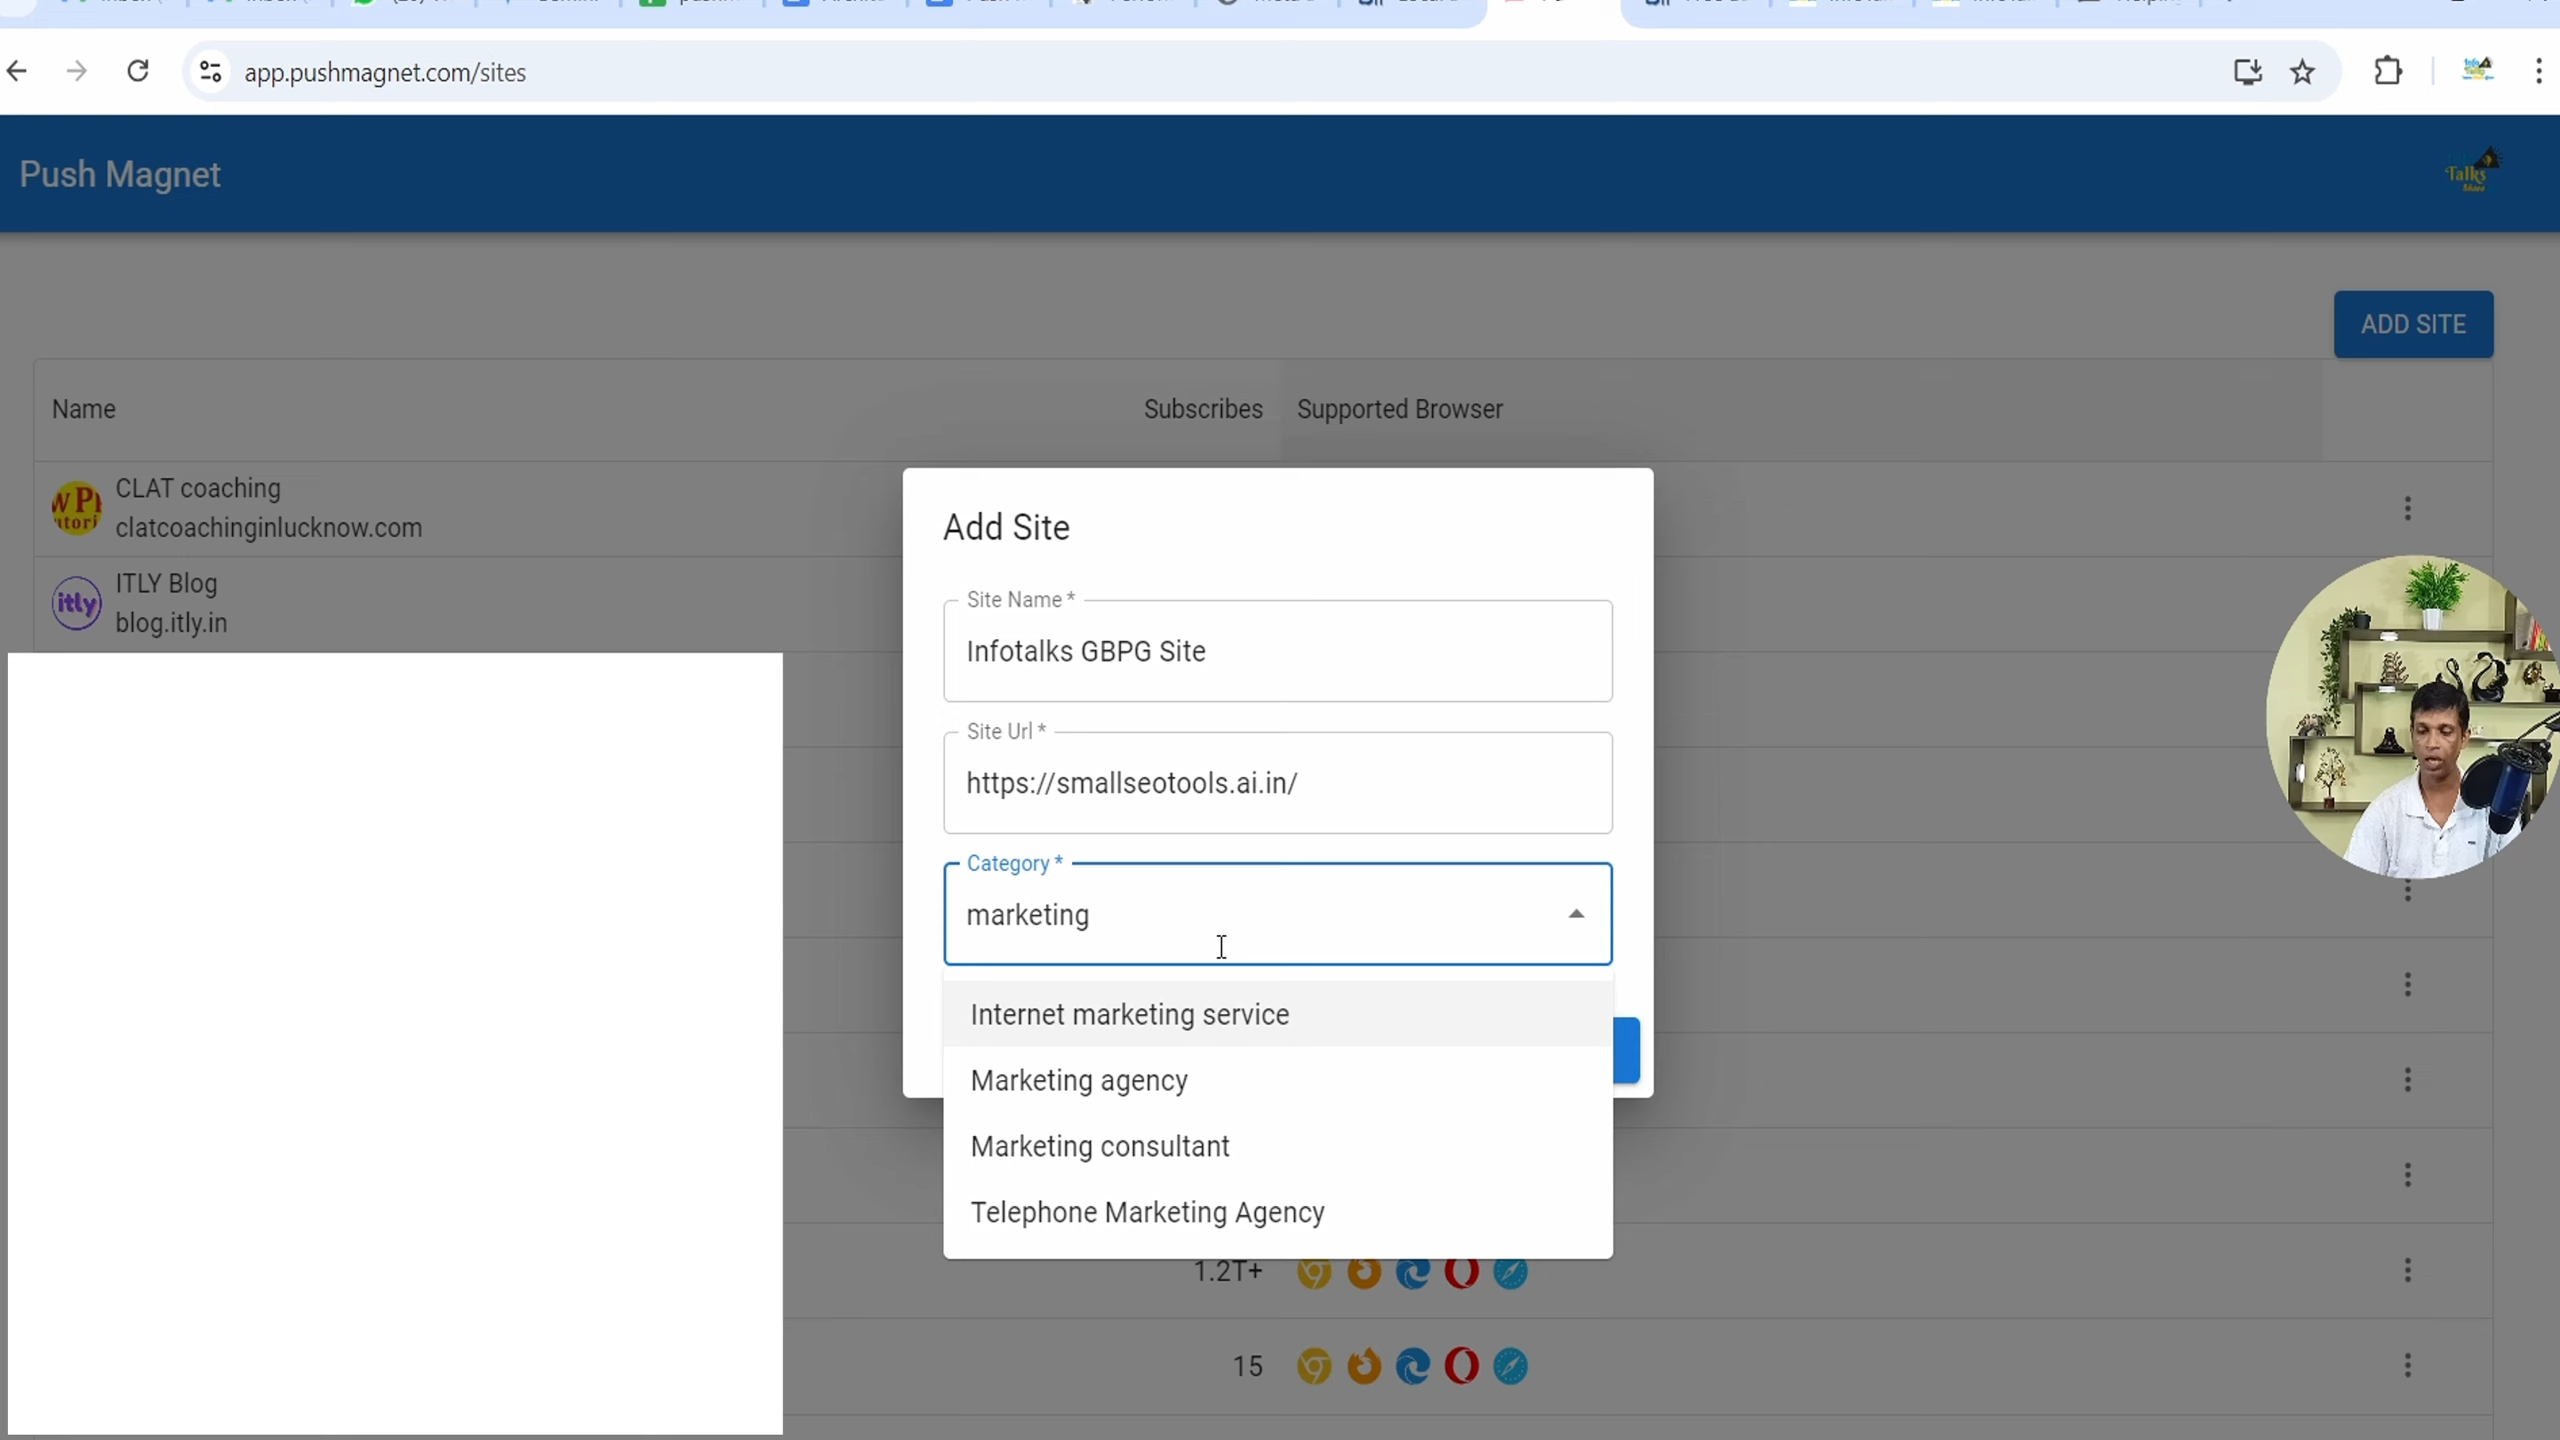 app.pushmagnet.com/sites
Push Magnet
Talks
ADD SITE
Name
Subscribes
Supported Browser
CLAT coaching
clatcoachinginlucknow.com
itly
ITLY Blog
blog.itly.in
Add Site
Site Name *
Infotalks GBPG Site
Site Url *
https://smallseotools.ai.in/
Category *
marketing
Internet marketing service
Marketing agency
Marketing consultant
Telephone Marketing Agency
1.2T+
15